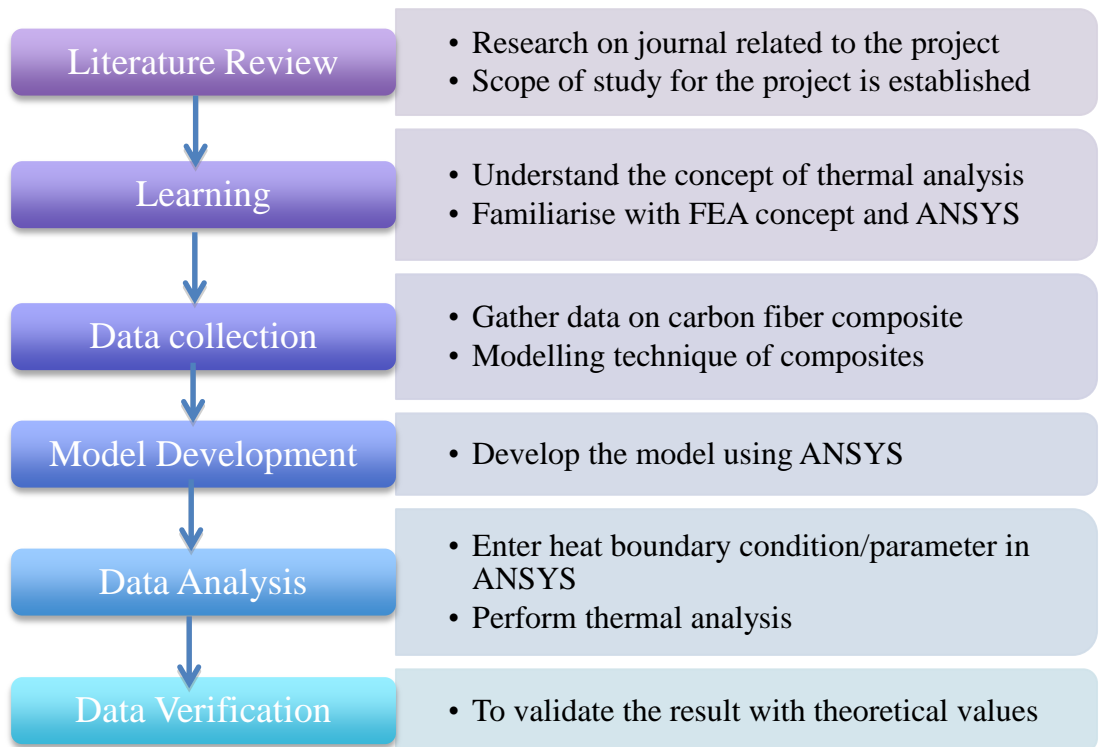 Literature Review
• Research on journal related to the project
• Scope of study for the project is established
Learning
• Understand the concept of thermal analysis
• Familiarise with FEA concept and ANSYS
Data collection
• Gather data on carbon fiber composite
• Modelling technique of composites
Model Development
• Develop the model using ANSYS
Data Analysis
• Enter heat boundary condition/parameter in
ANSYS
• Perform thermal analysis
Data Verification
• To validate the result with theoretical values